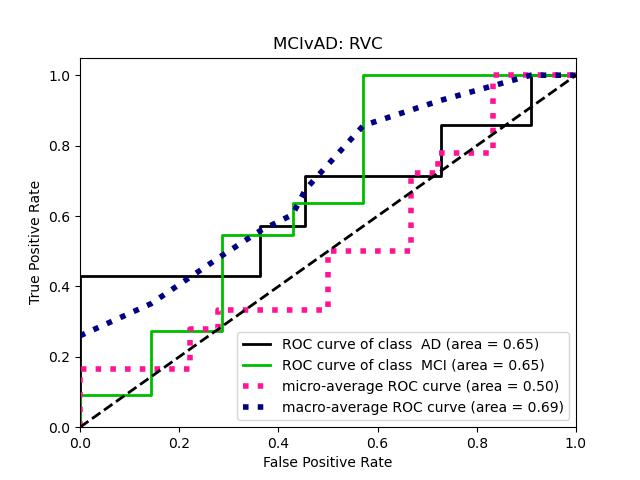 MCIvAD: RVC
True Positive Rate
1.0
0.8
0.6
0.4
0.2
0.0
ROC curve of class  AD (area = 0.65)
ROC curve of class  MCI (area = 0.65)
micro-average ROC curve (area = 0.50)
macro-average ROC curve (area = 0.69)
0.0 0.2 0.4 0.6 0.8 1.0
False Positive Rate